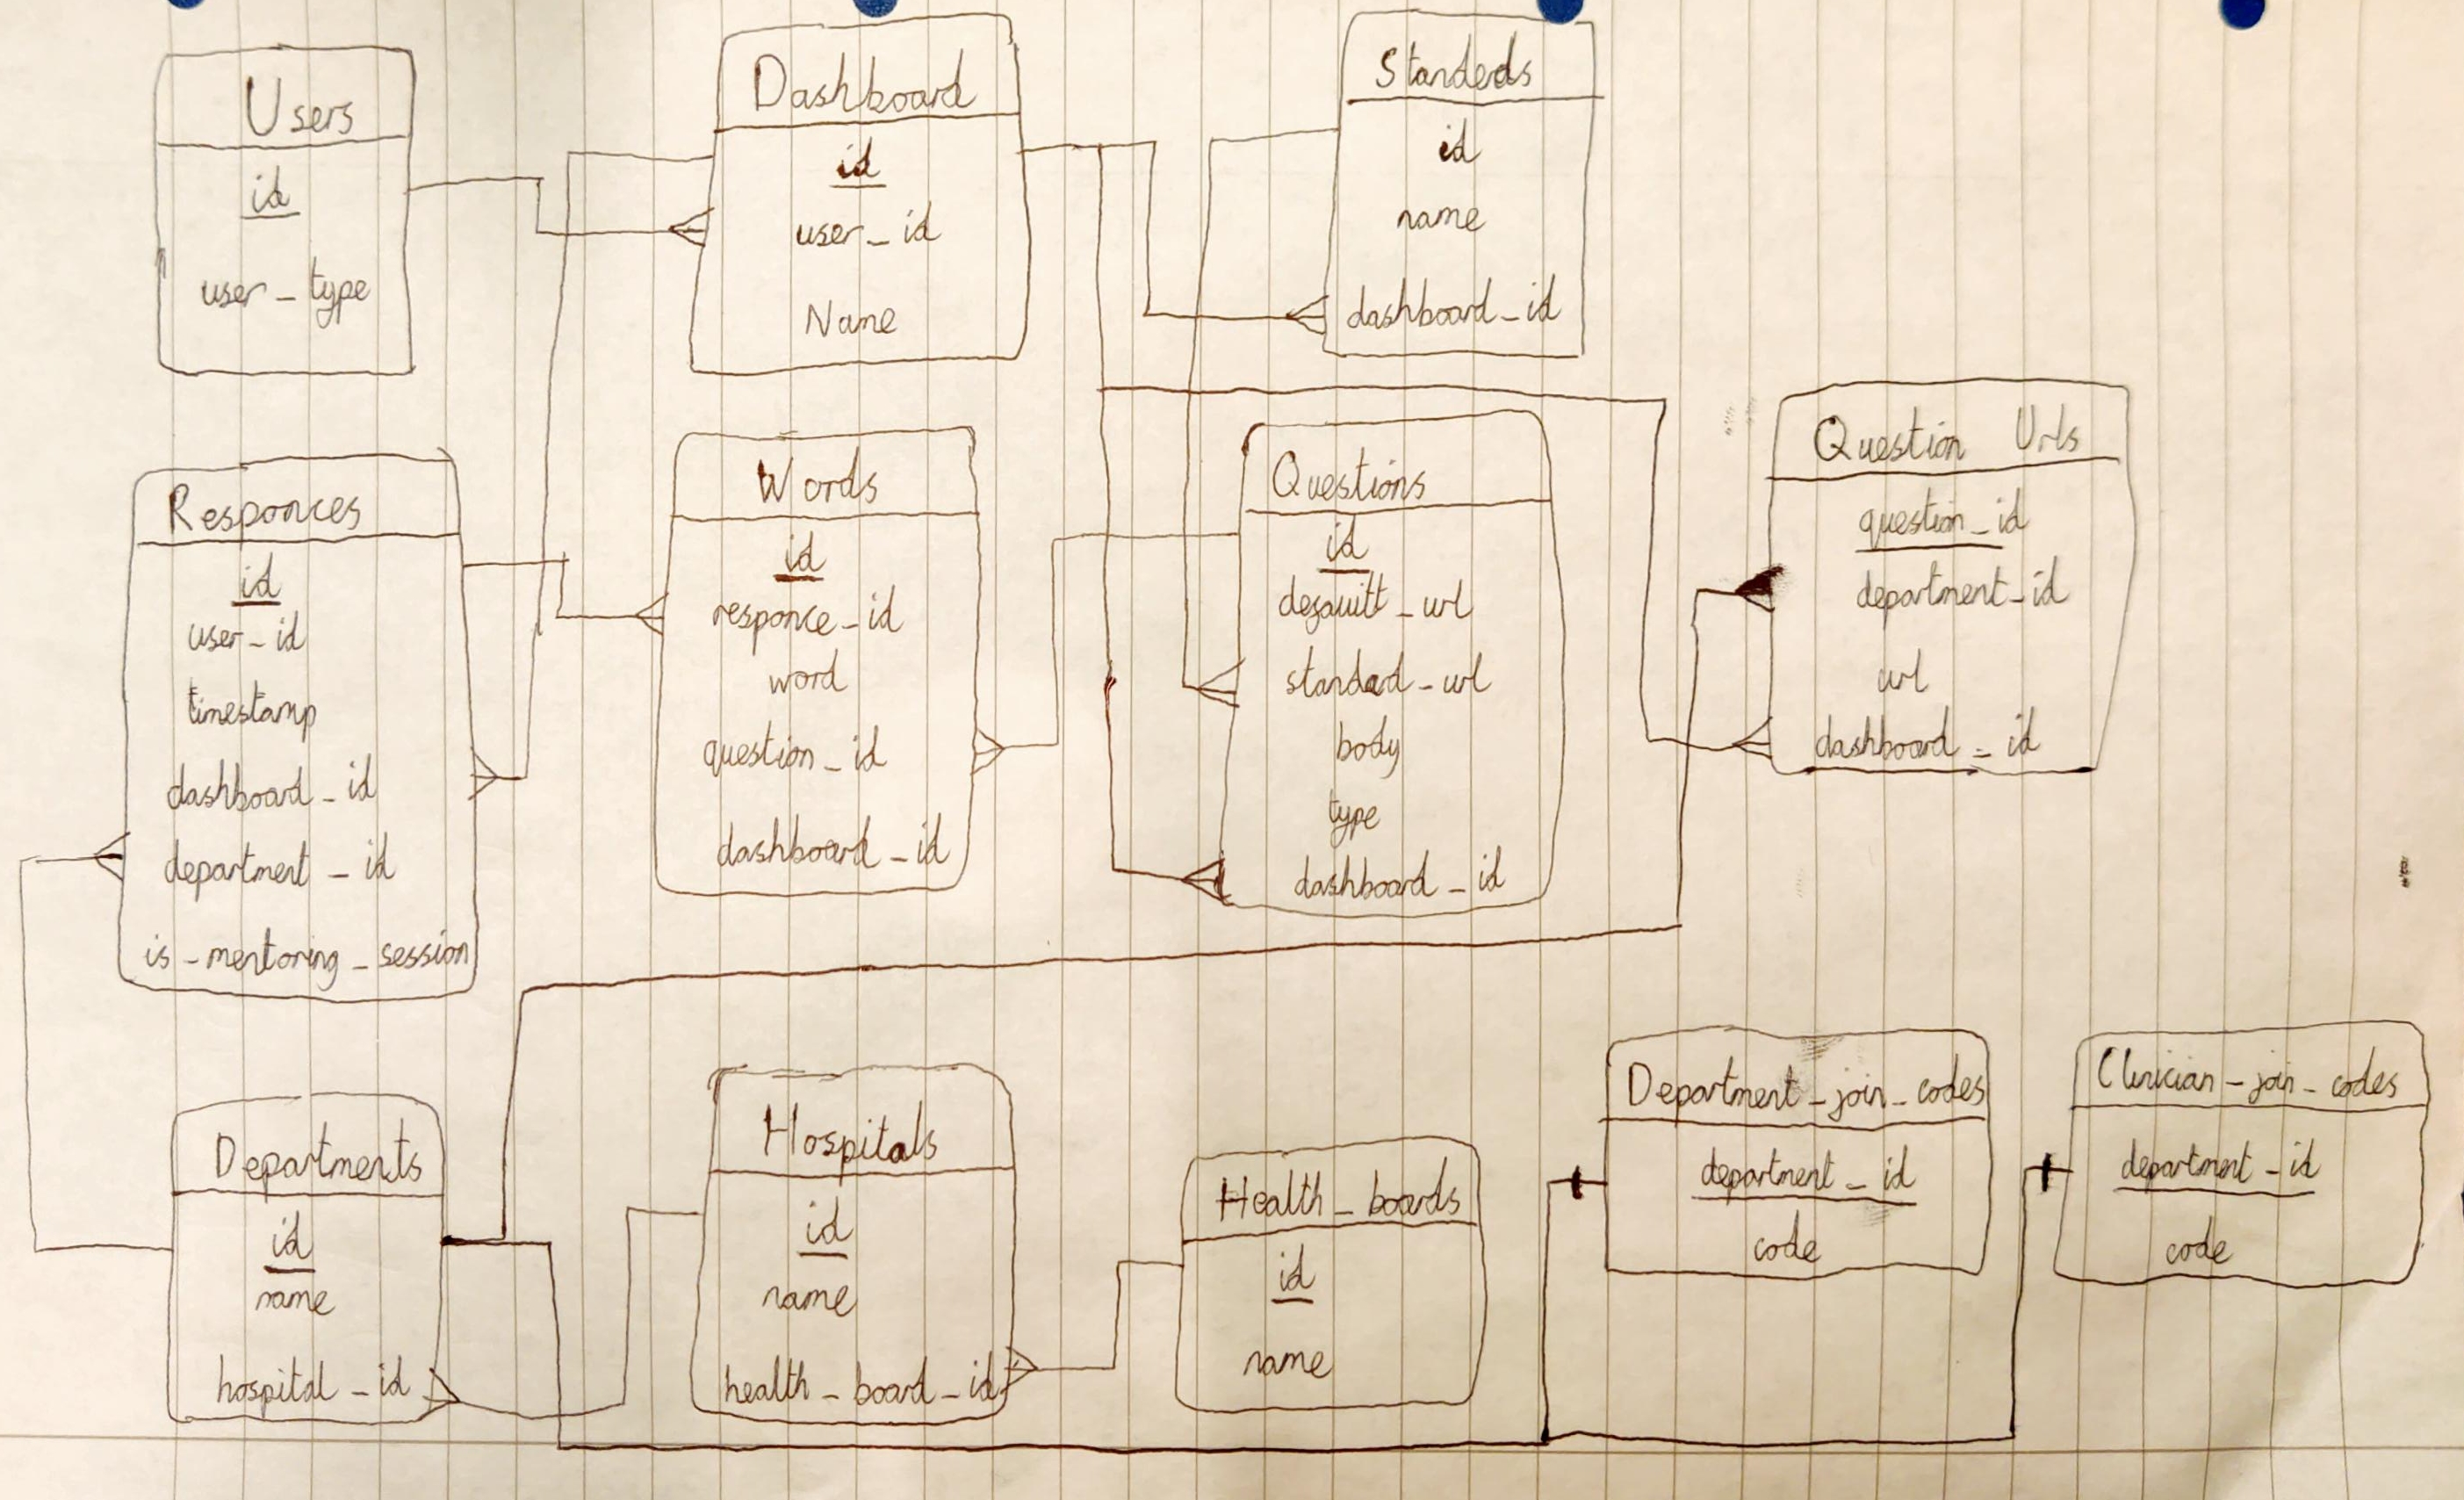 Users
id
user_type
Dashboard
id
user_id
Name
Standerds
id
name
dashboard_id
Responces
id
user_id
timestamp
dashboard_id
department_id
is_mentoring_session
Words
id
responce_id
word
question_id
dashboard_id
Questions
id
defauitt_url
standard_url
body
type
dashboard_id
Question Urls
question_id
department_id
url
dashboard_id
Departments
id
name
hospital_id
Hospitals
id
name
health_board_id
Health_boards
id
name
Department_join_codes
department_id
code
Clinician_join_codes
department_id
code